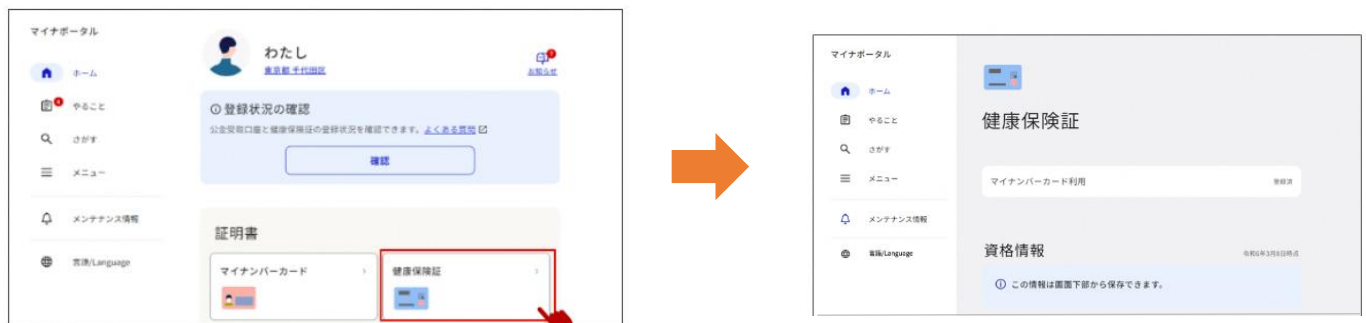 マイナポータル
ホーム
やること
さがす
メニュー
メンテナンス情報
言語/Language
わたし
東京都 千代田区
お知らせ
登録状況の確認
公金受取口座と健康保険証の登録状況を確認できます。よくある質問
確認
証明書
マイナンバーカード
健康保険証
マイナポータル
ホーム
やること
さがす
メニュー
メンテナンス情報
言語/Language
健康保険証
マイナンバーカード利用
登録済
資格情報
この情報は画面下部から保存できます。